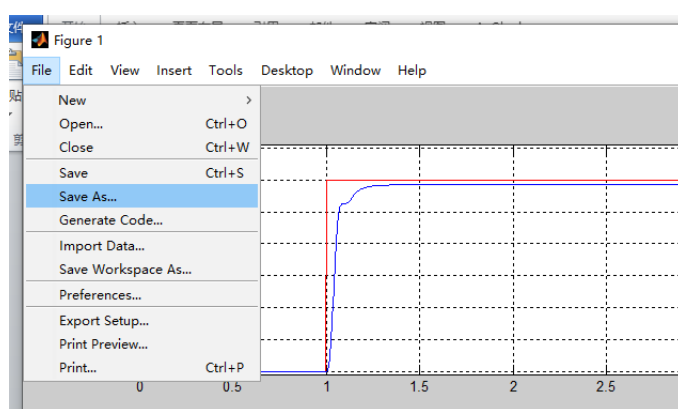 Figure 1
File Edit View Insert Tools Desktop Window Help
New >
Open... Ctrl+O
Close Ctrl+W
Save Ctrl+S
Save As...
Generate Code...
Import Data...
Save Workspace As...
Preferences...
Export Setup...
Print Preview...
Print... Ctrl+P
0 0.5 1 1.5 2 2.5